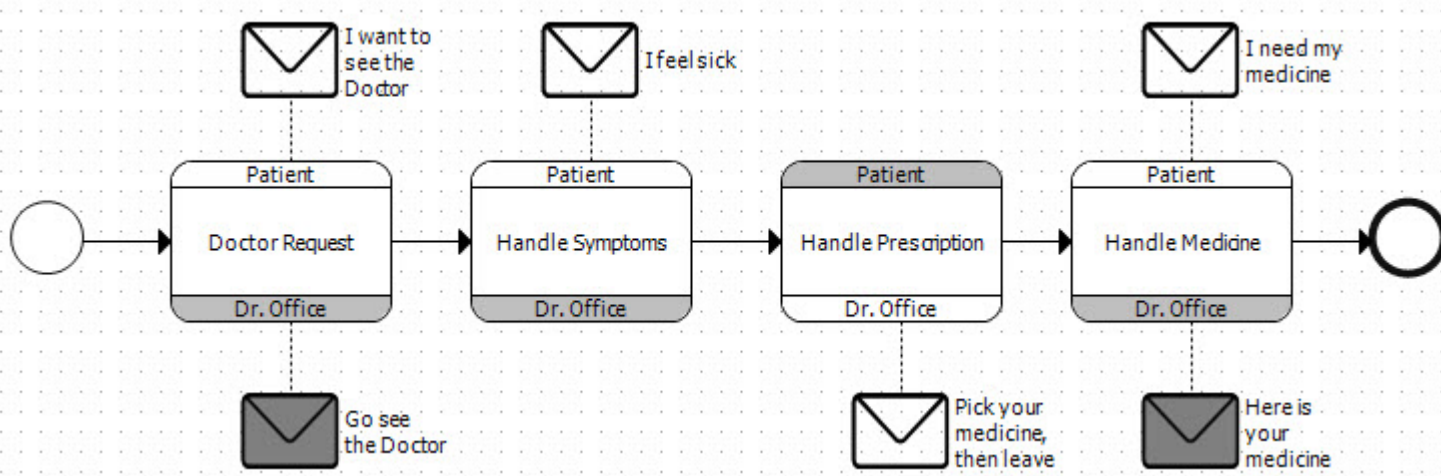 I want to
see the
Doctor
I feel sick
I need my
medicine
Patient
Patient
Patient
Patient
Doctor Request
Handle Symptoms
Handle Prescription
Handle Medicine
Dr. Office
Dr. Office
Dr. Office
Dr. Office
Go see
the Doctor
Pick your
medicine,
then leave
Here is
your
medicine